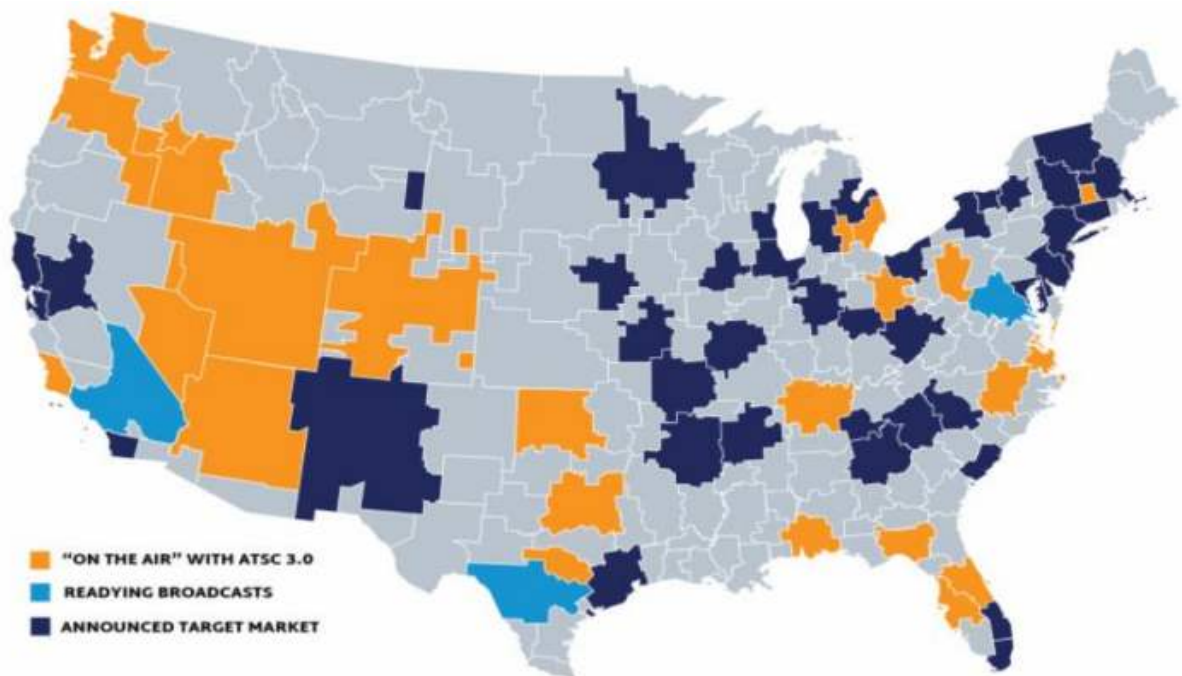 “ON THE AIR” WITH ATSC 3.0
READYING BROADCASTS
ANNOUNCED TARGET MARKET